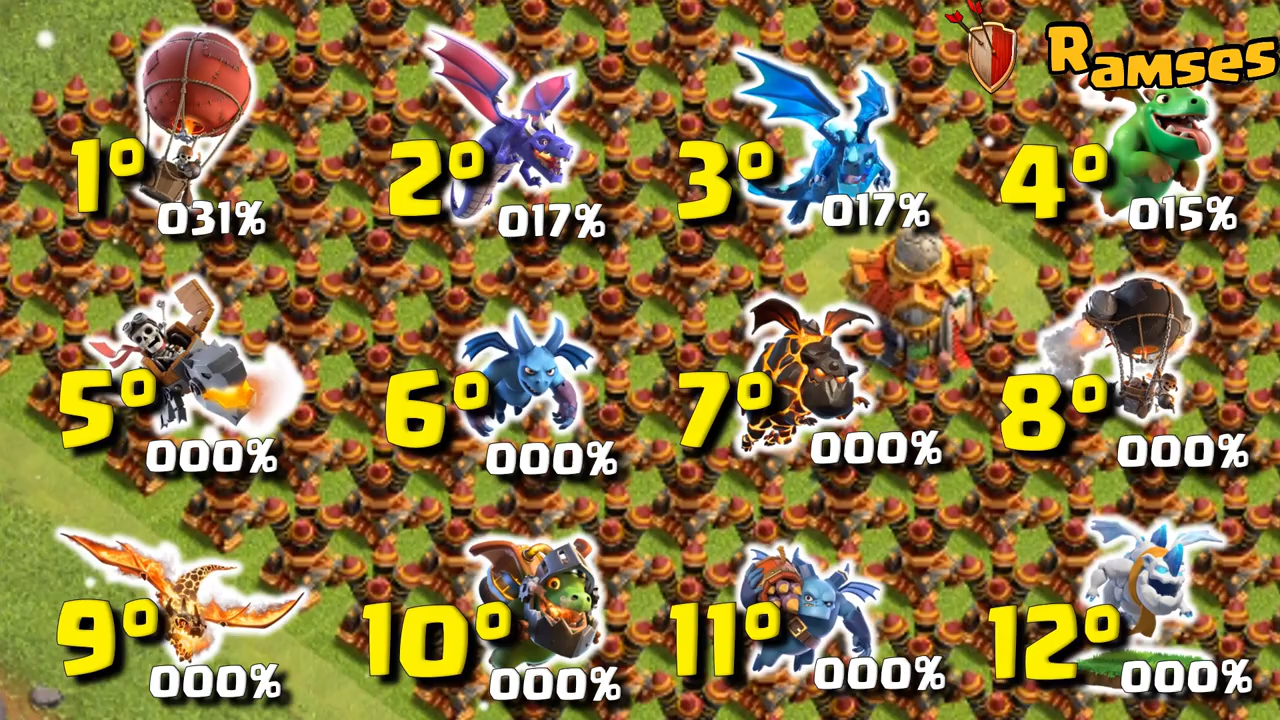 Ramses
1º 031%
2º 017%
3º 017%
4º 015%
5º 000%
6º 000%
7º 000%
8º 000%
9º 000%
10º 000%
11º 000%
12º 000%